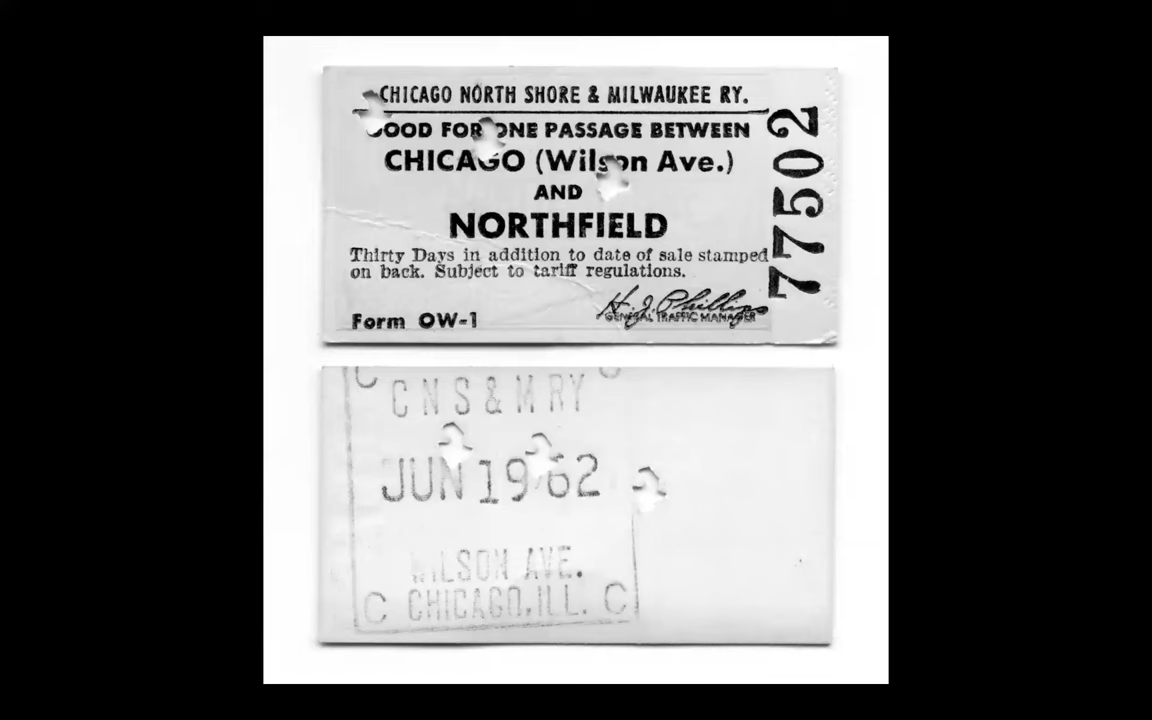 CHICAGO NORTH SHORE & MILWAUKEE RY.
GOOD FOR ONE PASSAGE BETWEEN
CHICAGO (Wilson Ave.)
AND
NORTHFIELD
Thirty Days in addition to date of sale stamped
on back. Subject to tariff regulations.
H. J. Phillips
GENERAL TRAFFIC MANAGER
Form OW-1
77502
C C
C N S & M RY
JUN 19 62
WILSON AVE.
C CHICAGO, ILL. C